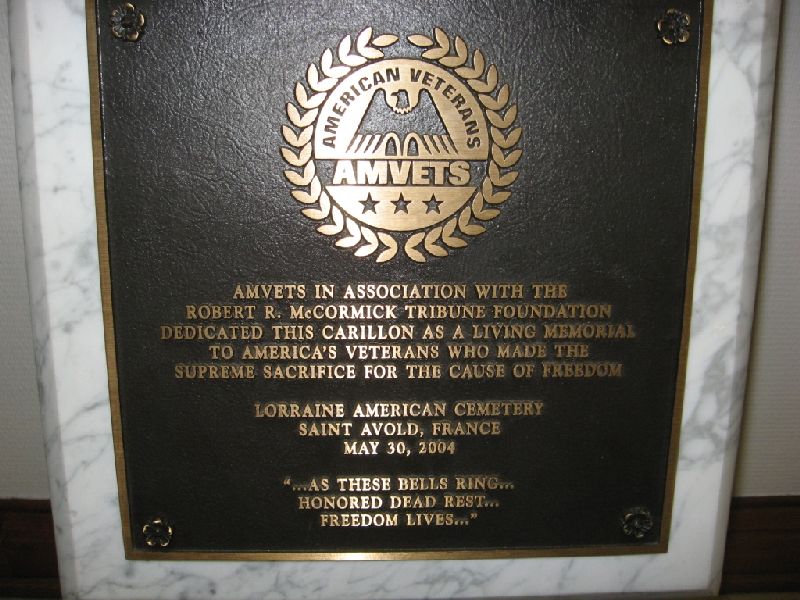 AMERICAN VETERANS
AMVETS
AMVETS IN ASSOCIATION WITH THE
ROBERT R. McCORMICK TRIBUNE FOUNDATION
DEDICATED THIS CARILLON AS A LIVING MEMORIAL
TO AMERICA'S VETERANS WHO MADE THE
SUPREME SACRIFICE FOR THE CAUSE OF FREEDOM
LORRAINE AMERICAN CEMETERY
SAINT AVOLD, FRANCE
MAY 30, 2004
"...AS THESE BELLS RING...
HONORED DEAD REST...
FREEDOM LIVES..."